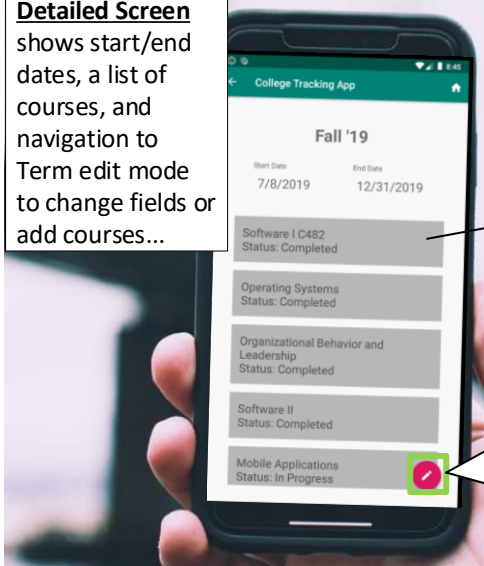 Detailed Screen
shows start/end
dates, a list of
courses, and
navigation to
Term edit mode
to change fields or
add courses...
8:45
College Tracking App
Fall '19
Start Date
End Date
7/8/2019
12/31/2019
Software I C482
Status: Completed
Operating Systems
Status: Completed
Organizational Behavior and
Leadership
Status: Completed
Software II
Status: Completed
Mobile Applications
Status: In Progress